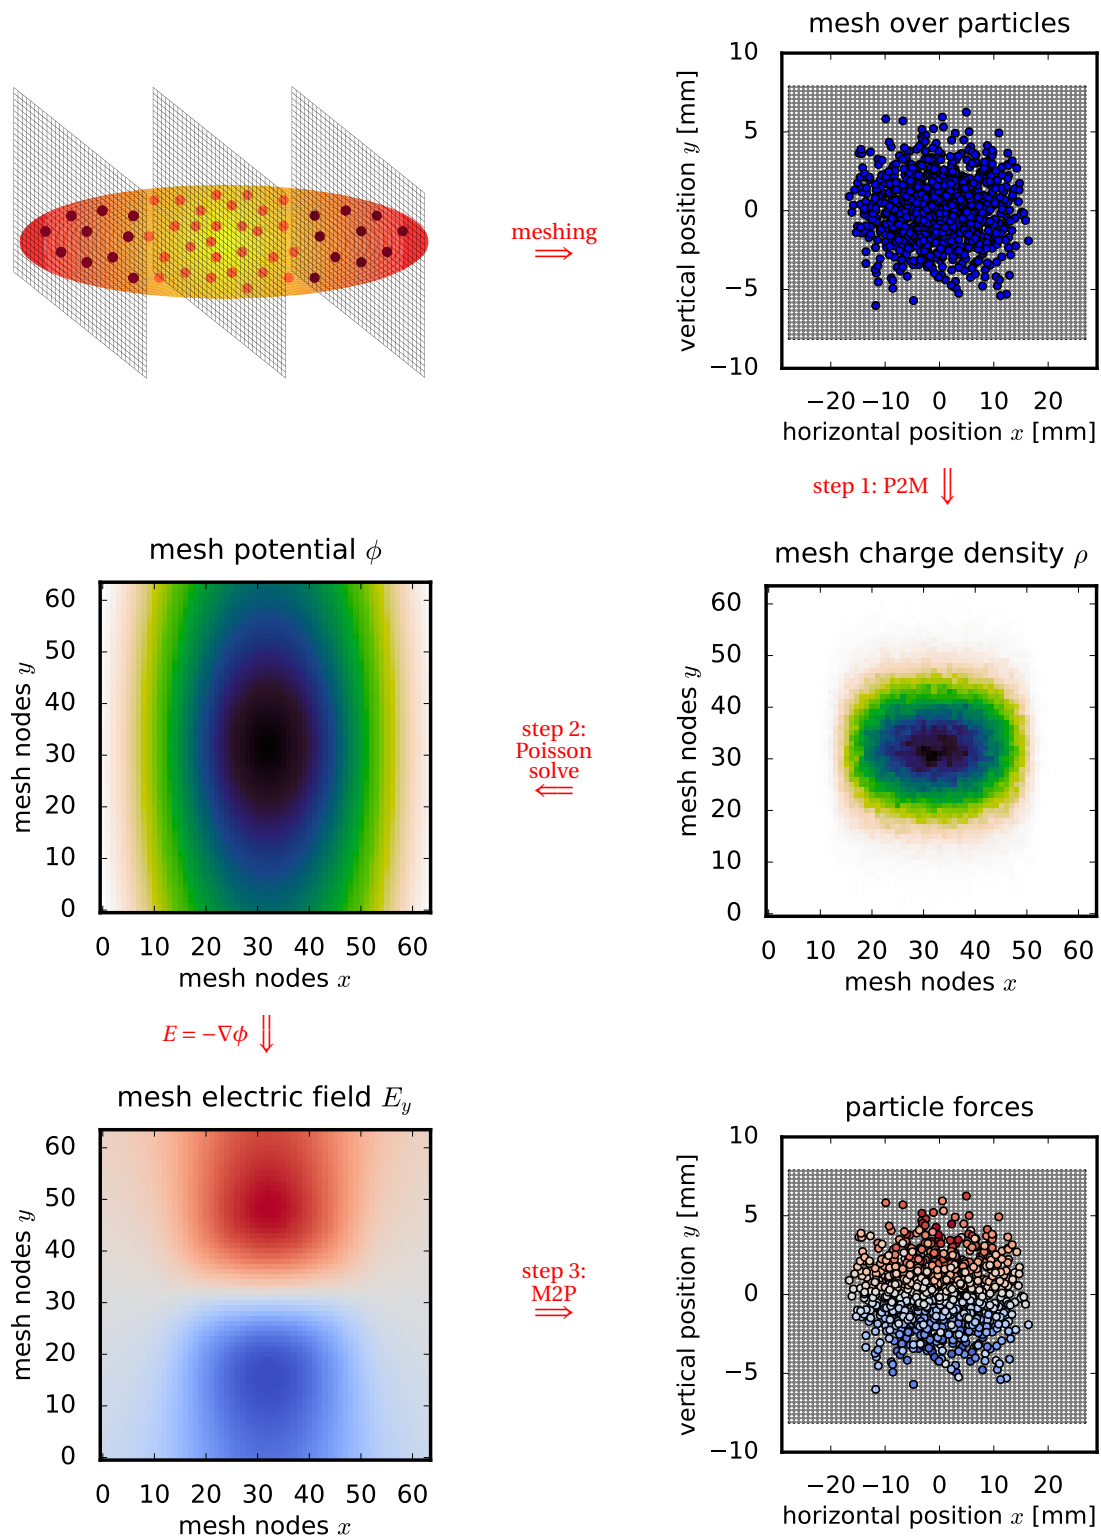 mesh over particles
10
5
0
−5
−10
vertical position y [mm]
−20 −10 0 10 20
horizontal position x [mm]
meshing
⇒
step 1: P2M ⇓
mesh potential ϕ
60
50
40
30
20
10
0
mesh nodes y
0 10 20 30 40 50 60
mesh nodes x
step 2:
Poisson
solve
⇐
mesh charge density ρ
60
50
40
30
20
10
0
mesh nodes y
0 10 20 30 40 50 60
mesh nodes x
E = −∇ϕ ⇓
mesh electric field E_y
60
50
40
30
20
10
0
mesh nodes y
0 10 20 30 40 50 60
mesh nodes x
step 3:
M2P
⇒
particle forces
10
5
0
−5
−10
vertical position y [mm]
−20 −10 0 10 20
horizontal position x [mm]